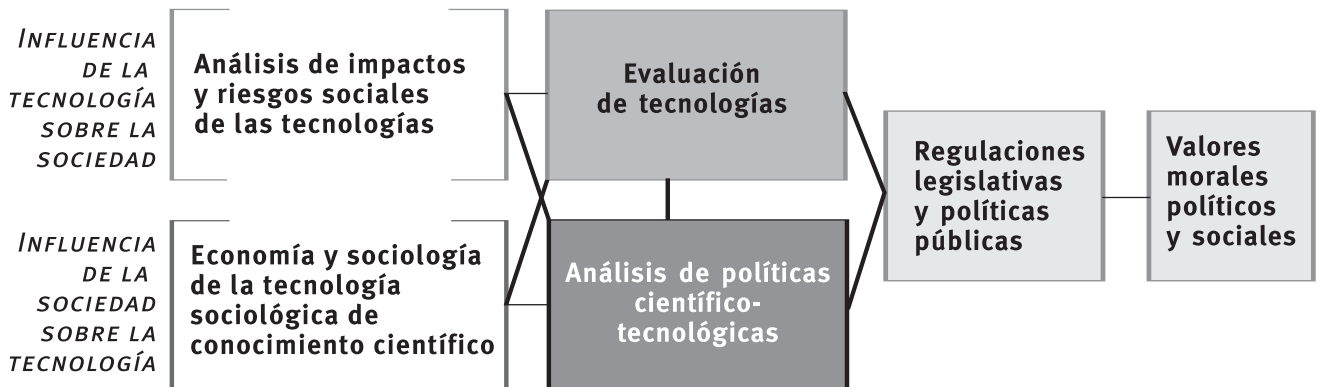 INFLUENCIA
DE LA
TECNOLOGÍA
SOBRE LA
SOCIEDAD
Análisis de impactos
y riesgos sociales
de las tecnologías
Evaluación
de tecnologías
INFLUENCIA
DE LA
SOCIEDAD
SOBRE LA
TECNOLOGÍA
Economía y sociología
de la tecnología
sociológica de
conocimiento científico
Análisis de políticas
científico-
tecnológicas
Regulaciones
legislativas
y políticas
públicas
Valores
morales
políticos
y sociales